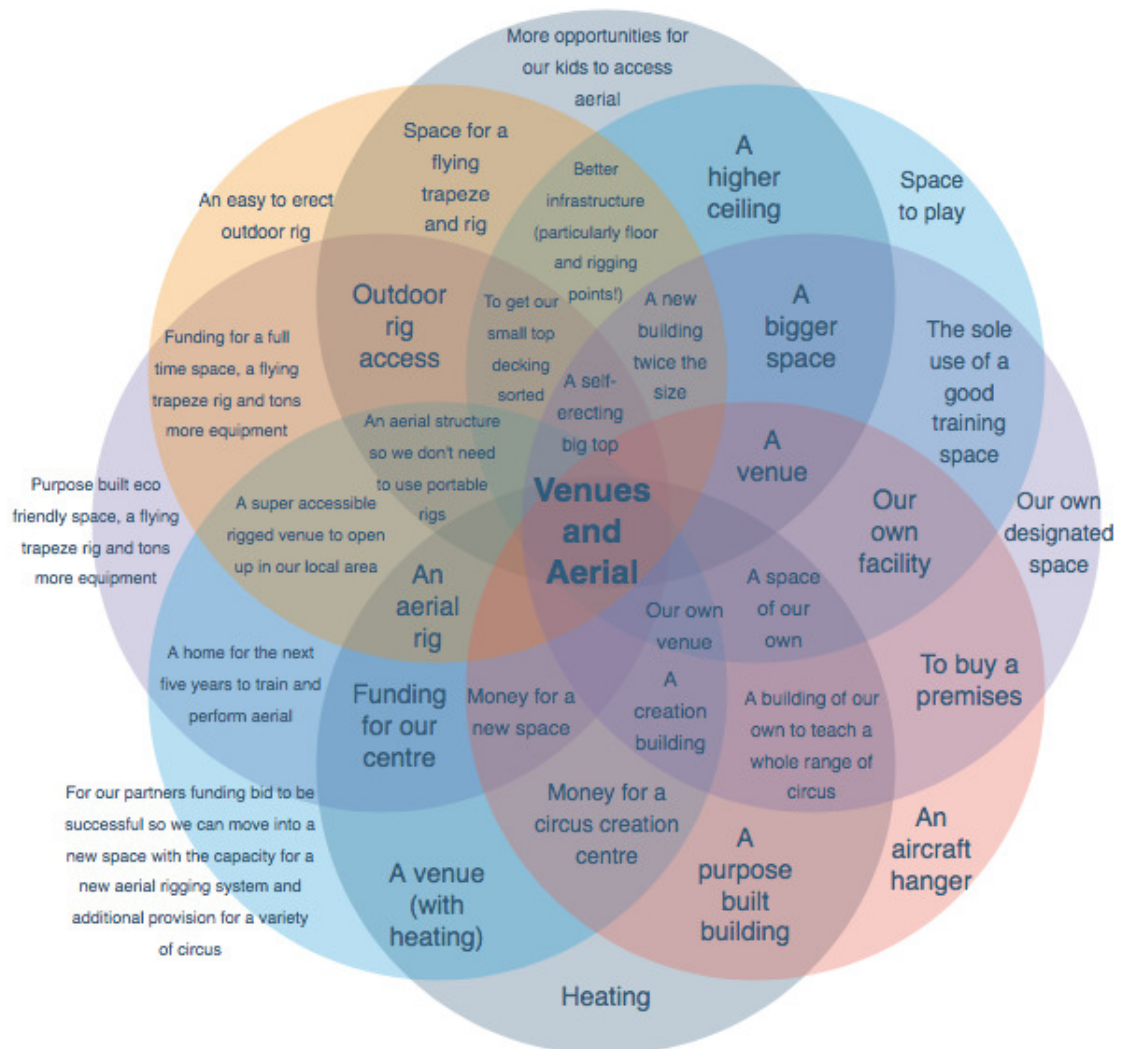 More opportunities for
our kids to access
aerial
Space for a
flying
trapeze
and rig
Better
infrastructure
(particularly floor
and rigging
points!)
A
higher
ceiling
Space
to play
An easy to erect
outdoor rig
Outdoor
rig
access
To get our
small top
decking
sorted
A new
building
twice the
size
A
bigger
space
The sole
use of a
good
training
space
Funding for a full
time space, a flying
trapeze rig and tons
more equipment
A self-
erecting
big top
An aerial structure
so we don't need
to use portable
rigs
A
venue
Purpose built eco
friendly space, a flying
trapeze rig and tons
more equipment
A super accessible
rigged venue to open
up in our local area
Venues
and
Aerial
Our
own
facility
Our own
designated
space
An
aerial
rig
Our own
venue
A space
of our
own
A home for the next
five years to train and
perform aerial
Funding
for our
centre
Money for a
new space
A
creation
building
A building of our
own to teach a
whole range of
circus
To buy a
premises
For our partners funding bid to be
successful so we can move into a
new space with the capacity for a
new aerial rigging system and
additional provision for a variety
of circus
A venue
(with
heating)
Money for a
circus creation
centre
A
purpose
built
building
An
aircraft
hanger
Heating